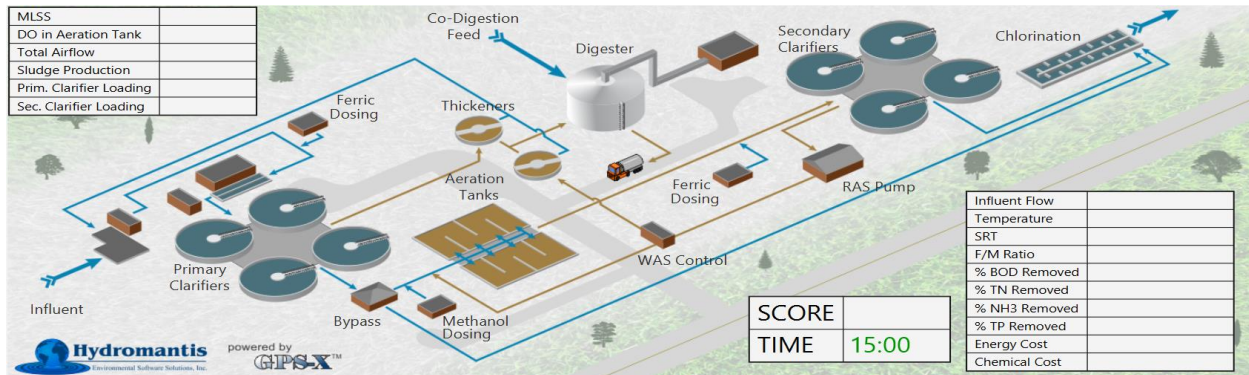 MLSS
DO in Aeration Tank
Total Airflow
Sludge Production
Prim. Clarifier Loading
Sec. Clarifier Loading
Co-Digestion
Feed
Digester
Secondary
Clarifiers
Chlorination
Ferric
Dosing
Thickeners
Aeration
Tanks
Ferric
Dosing
RAS Pump
WAS Control
Primary
Clarifiers
Influent
Bypass
Methanol
Dosing
Influent Flow
Temperature
SRT
F/M Ratio
% BOD Removed
% TN Removed
% NH3 Removed
% TP Removed
Energy Cost
Chemical Cost
SCORE
TIME 15:00
Hydromantis
Environmental Software Solutions, Inc.
powered by
GPS-X™